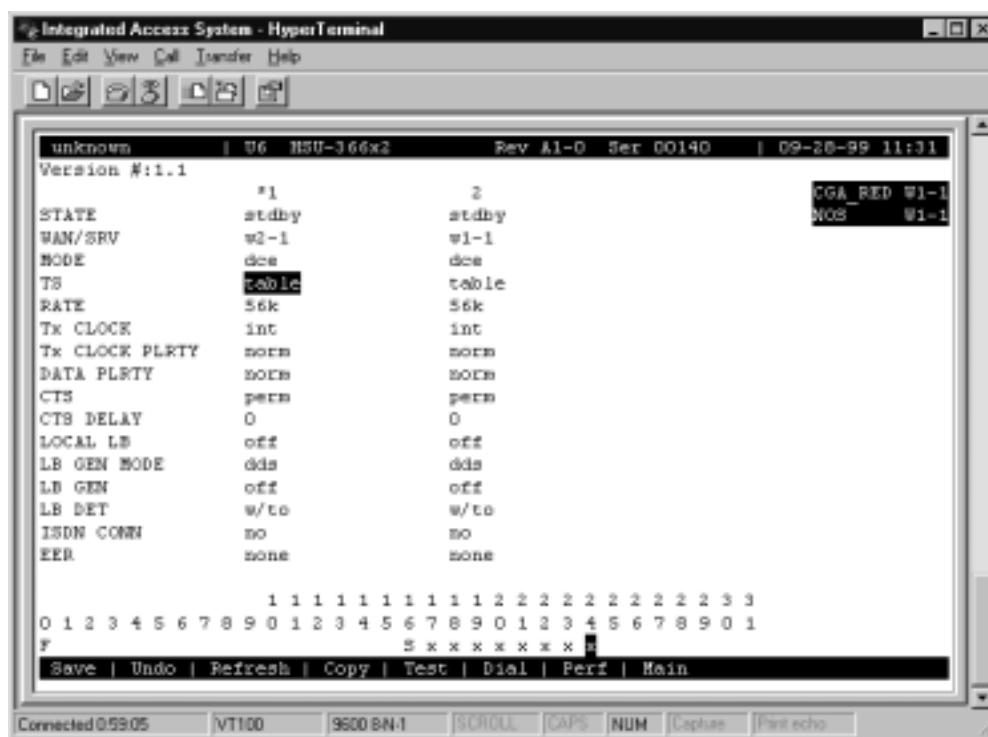 Integrated Access System - HyperTerminal
File Edit View Call Transfer Help
unknown | U6 HSU-366x2 Rev A1-0 Ser 00140 | 09-28-99 11:31
Version #:1.1
*1 2 CGA_RED W1-1
STATE stdby stdby NOS W1-1
WAN/SRV w2-1 w1-1
MODE dce dce
TS table table
RATE 56k 56k
Tx CLOCK int int
Tx CLOCK PLRTY norm norm
DATA PLRTY norm norm
CTS perm perm
CTS DELAY 0 0
LOCAL LB off off
LB GEN MODE dds dds
LB GEN off off
LB DET w/to w/to
ISDN CONN no no
EER none none
1 1 1 1 1 1 1 1 1 1 2 2 2 2 2 2 2 2 2 2 3 3
0 1 2 3 4 5 6 7 8 9 0 1 2 3 4 5 6 7 8 9 0 1 2 3 4 5 6 7 8 9 0 1
F S x x x x x x x x
Save | Undo | Refresh | Copy | Test | Dial | Perf | Main
Connected 0:59:05 VT100 9600 8-N-1 SCROLL CAPS NUM Capture Print echo